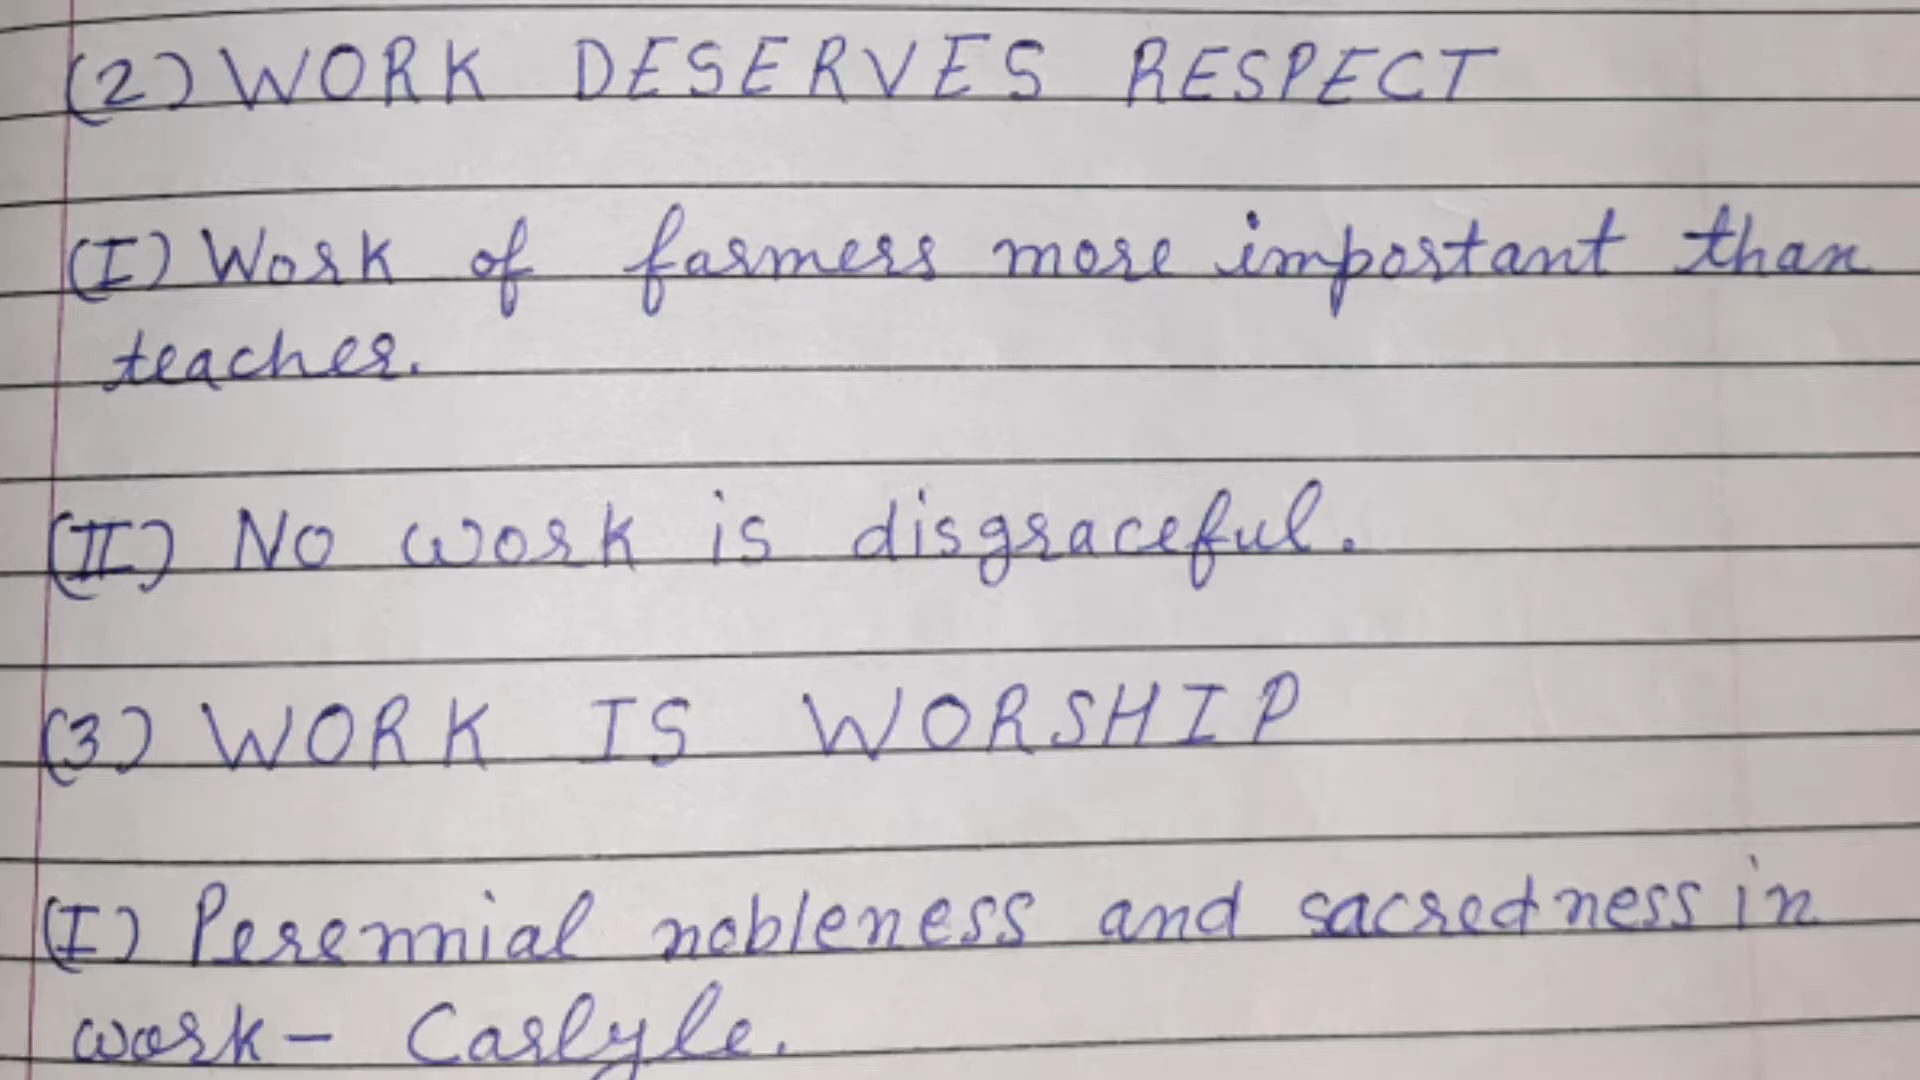 (2) WORK DESERVES RESPECT
(I) Work of farmers more important than
teacher.
(II) No work is disgraceful.
(3) WORK IS WORSHIP
(I) Perennial nobleness and sacredness in
work- Carlyle.